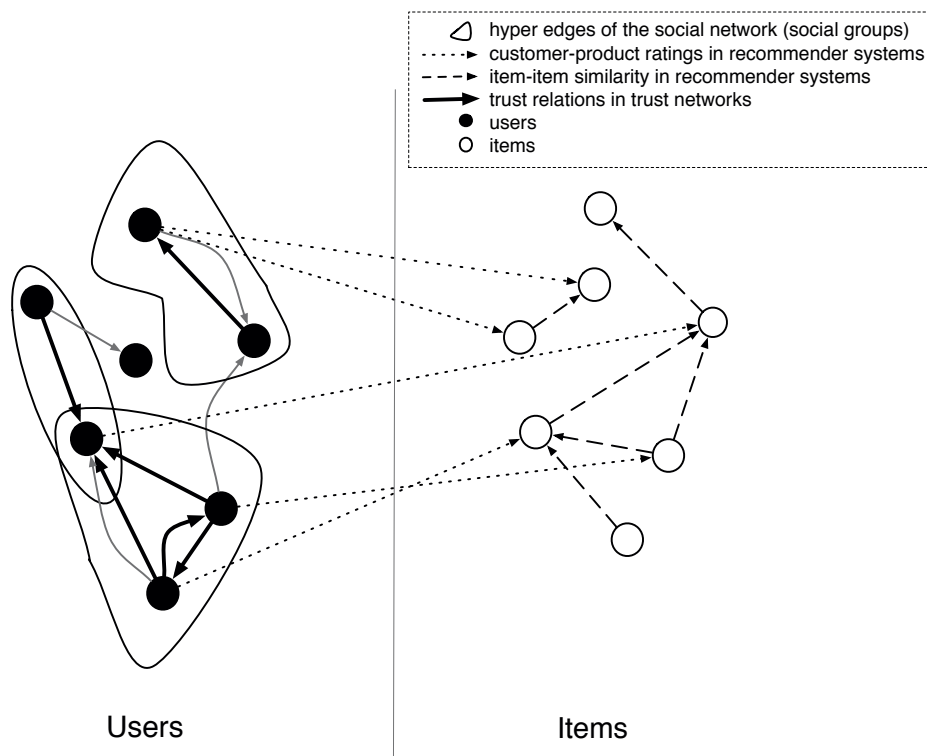 hyper edges of the social network (social groups)
customer-product ratings in recommender systems
item-item similarity in recommender systems
trust relations in trust networks
users
items
Users
Items